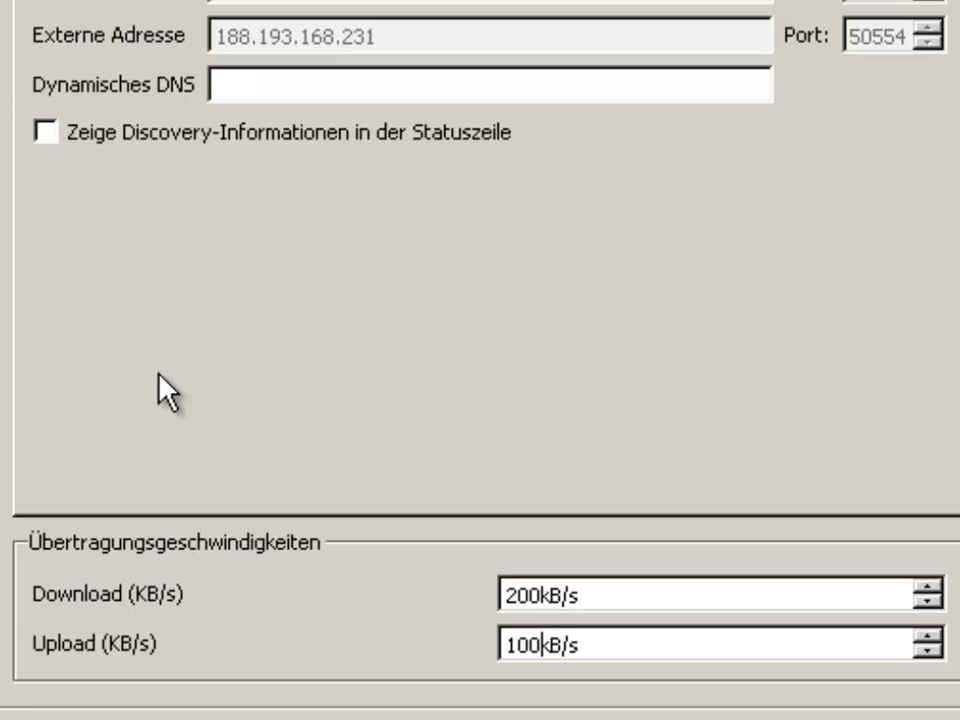 Externe Adresse 188.193.168.231 Port: 50554
Dynamisches DNS
Zeige Discovery-Informationen in der Statuszeile
Übertragungsgeschwindigkeiten
Download (KB/s) 200kB/s
Upload (KB/s) 100kB/s